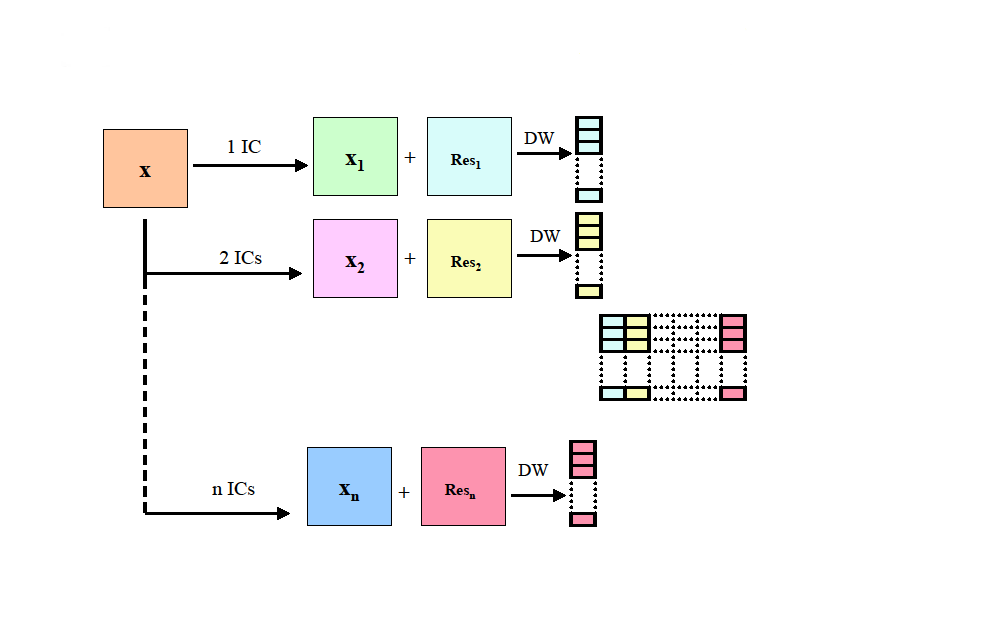 x
1 IC
x1
+
Res1
DW
2 ICs
x2
+
Res2
DW
n ICs
xn
+
Resn
DW